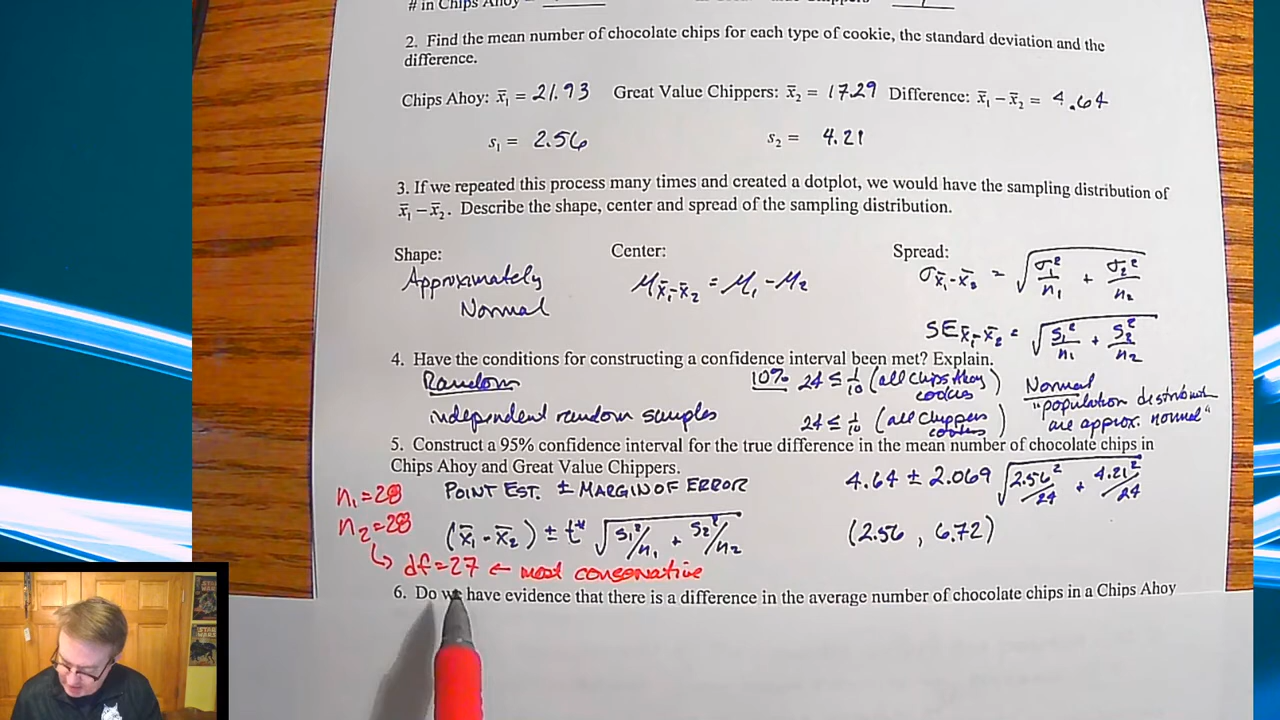 # in Chips Ahoy
2. Find the mean number of chocolate chips for each type of cookie, the standard deviation and the
difference.
Chips Ahoy: x̄₁ = 21.93 Great Value Chippers: x̄₂ = 17.29 Difference: x̄₁ - x̄₂ = 4.64
s₁ = 2.56 s₂ = 4.21
3. If we repeated this process many times and created a dotplot, we would have the sampling distribution of
x̄₁ - x̄₂. Describe the shape, center and spread of the sampling distribution.
Shape: Center: Spread:
Approximately
Normal
μx̄₁-x̄₂ = μ₁ - μ₂
σx̄₁-x̄₂ = √(σ₁²/n₁ + σ₂²/n₂)
SEx̄₁-x̄₂ = √(s₁²/n₁ + s₂²/n₂)
4. Have the conditions for constructing a confidence interval been met? Explain.
Random
independent random samples
10% 24 ≤ 1/10 (all Chips Ahoy
cookies)
24 ≤ 1/10 (all Chippers
cookies)
Normal
"population distributions
are approx. normal"
5. Construct a 95% confidence interval for the true difference in the mean number of chocolate chips in
Chips Ahoy and Great Value Chippers.
POINT EST. ± MARGIN OF ERROR
(x̄₁ - x̄₂) ± t* √(s₁²/n₁ + s₂²/n₂)
4.64 ± 2.069 √(2.56²/24 + 4.21²/24)
(2.56, 6.72)
n₁=28
n₂=28
df=27 ← most conservative
6. Do we have evidence that there is a difference in the average number of chocolate chips in a Chips Ahoy
STAR
WARS
STAR
WARS